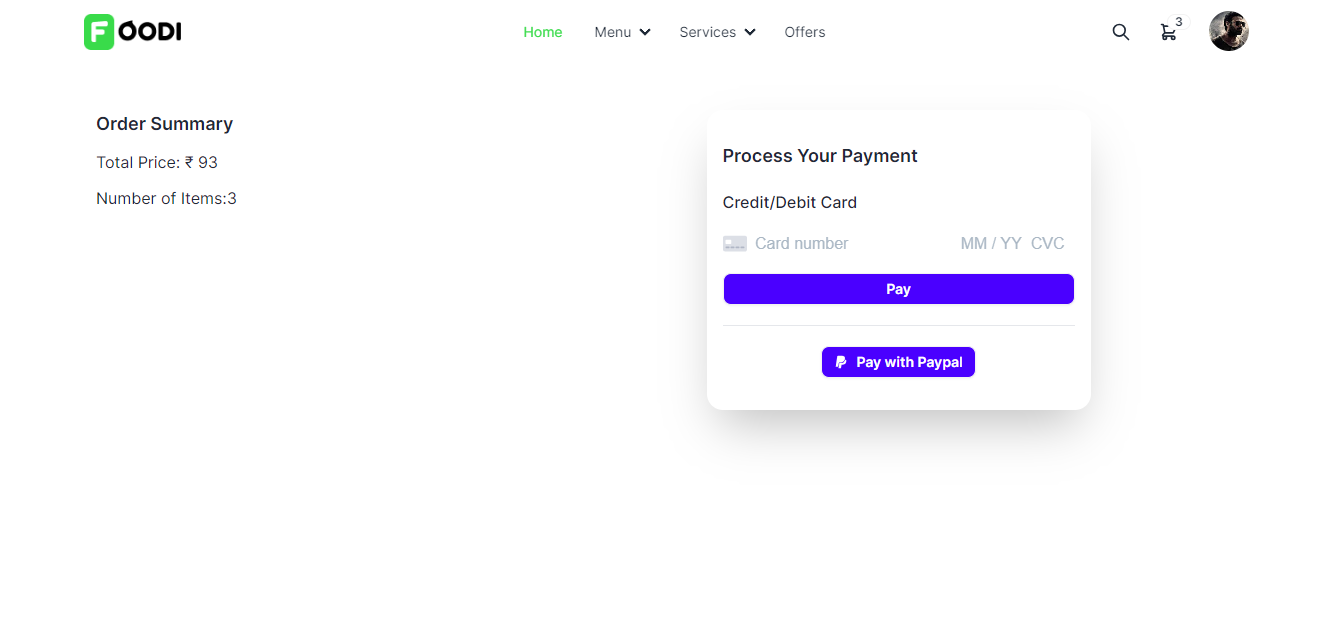 FOODI
Home Menu Services Offers 3
Order Summary
Total Price: ₹ 93
Number of Items:3
Process Your Payment
Credit/Debit Card
Card number MM / YY CVC
Pay
Pay with Paypal